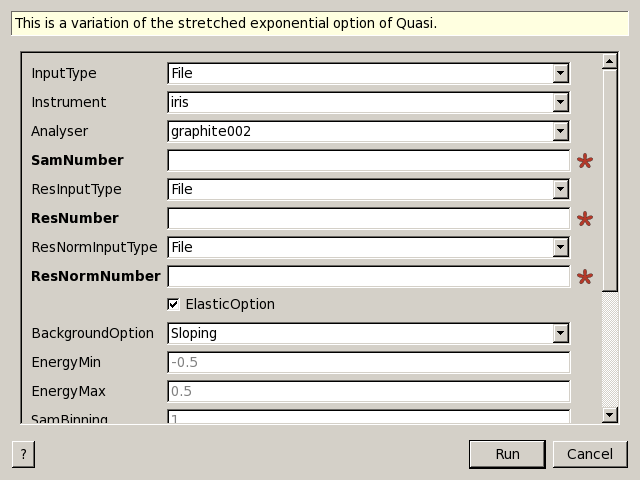 This is a variation of the stretched exponential option of Quasi.
InputType File
Instrument iris
Analyser graphite002
SamNumber
ResInputType File
ResNumber
ResNormInputType File
ResNormNumber
ElasticOption
BackgroundOption Sloping
EnergyMin -0.5
EnergyMax 0.5
SamBinning 1
? Run Cancel